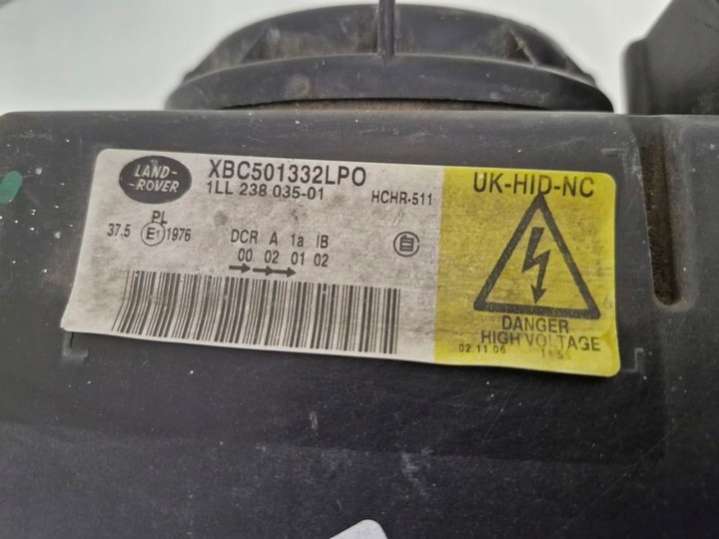 LAND-
ROVER
XBC501332LPO
1LL 238 035-01
HCHR-511
PL
37.5 E1 1976
DCR A 1a IB
00 02 01 02
自
UK-HID-NC
DANGER
HIGH VOLTAGE
02.11.06